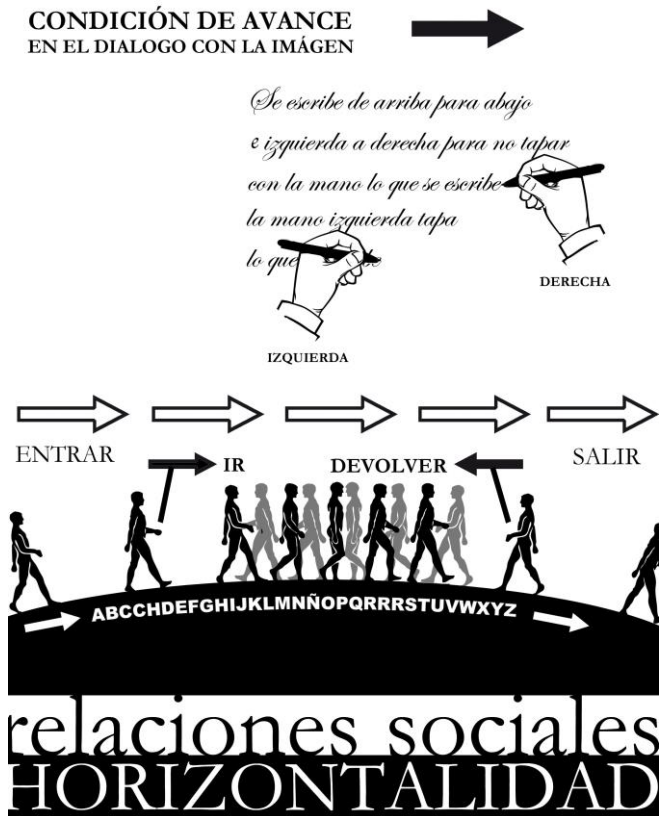 CONDICIÓN DE AVANCE
EN EL DIALOGO CON LA IMÁGEN
Se escribe de arriba para abajo
e izquierda a derecha para no tapar
con la mano lo que se escribe
la mano izquierda tapa
lo que
DERECHA
IZQUIERDA
ENTRAR
IR
DEVOLVER
SALIR
ABCCHDEFGHIJKLMNÑOPQRRRSTUVWXYZ
relaciones sociales
HORIZONTALIDAD